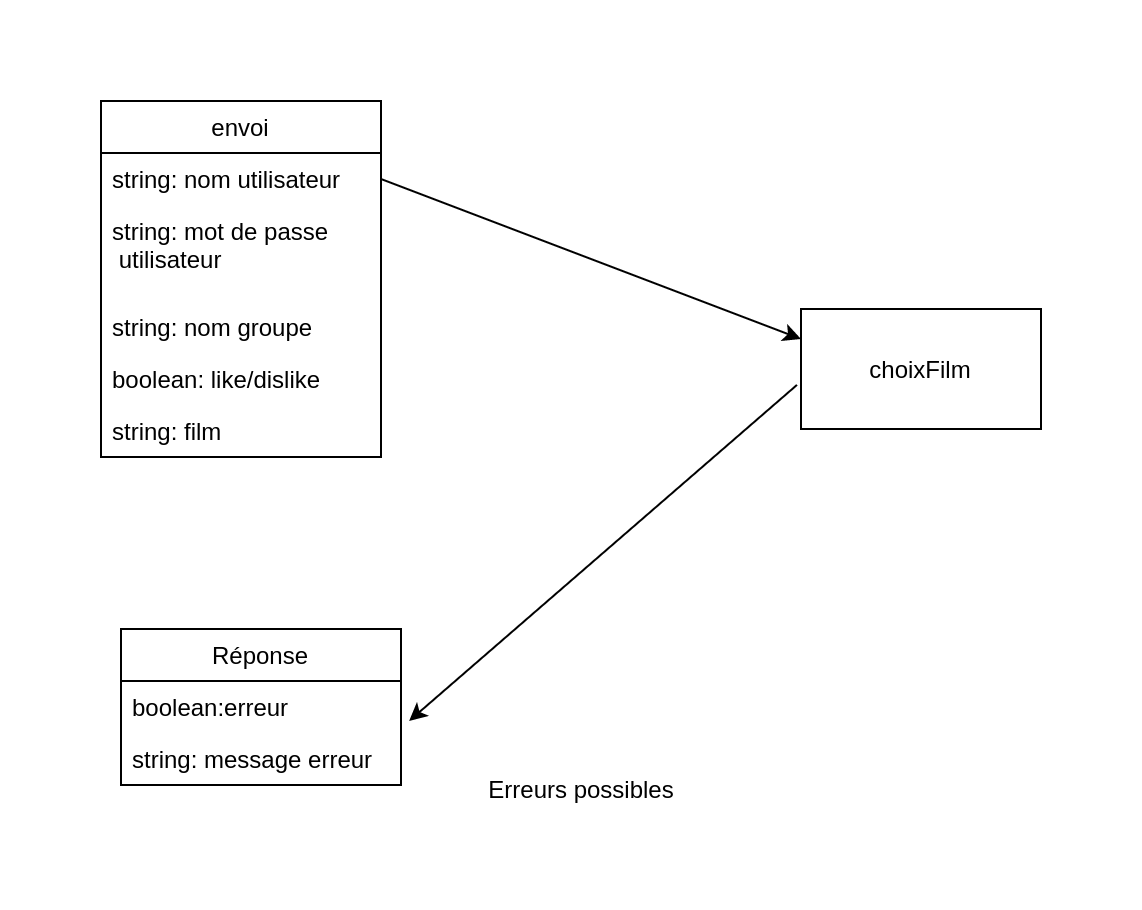 envoi
string: nom utilisateur
string: mot de passe
utilisateur
string: nom groupe
boolean: like/dislike
string: film
choixFilm
Réponse
boolean:erreur
string: message erreur
Erreurs possibles